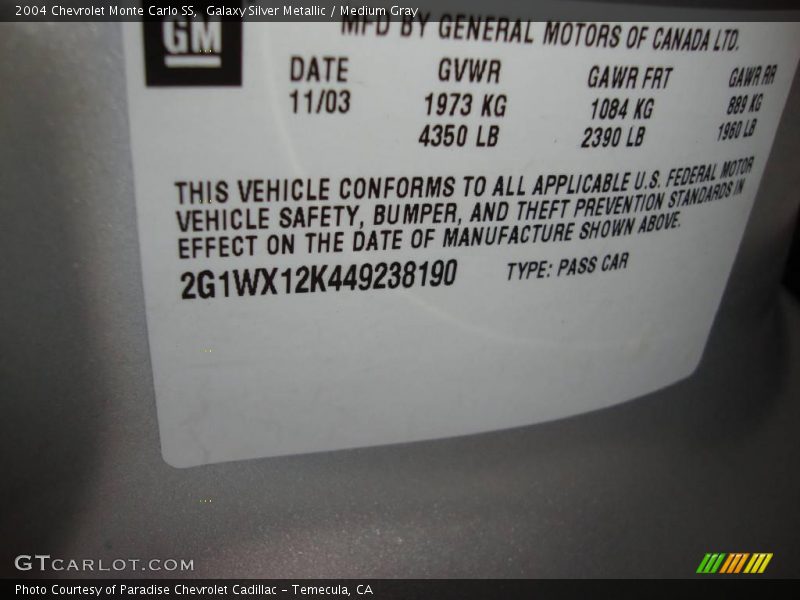 2004 Chevrolet Monte Carlo SS, Galaxy Silver Metallic / Medium Gray
GM
MFD BY GENERAL MOTORS OF CANADA LTD.
DATE GVWR GAWR FRT GAWR RR
11/03 1973 KG 1084 KG 889 KG
4350 LB 2390 LB 1960 LB
THIS VEHICLE CONFORMS TO ALL APPLICABLE U.S. FEDERAL MOTOR
VEHICLE SAFETY, BUMPER, AND THEFT PREVENTION STANDARDS IN
EFFECT ON THE DATE OF MANUFACTURE SHOWN ABOVE.
2G1WX12K449238190 TYPE: PASS CAR
GTCARLOT.COM
Photo Courtesy of Paradise Chevrolet Cadillac - Temecula, CA